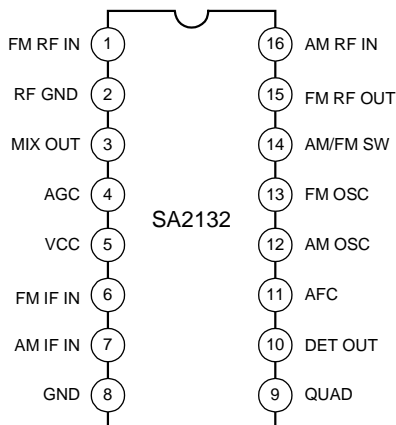 FM RF IN 1 16 AM RF IN
RF GND 2 15 FM RF OUT
MIX OUT 3 14 AM/FM SW
AGC 4 13 FM OSC
SA2132
VCC 5 12 AM OSC
FM IF IN 6 11 AFC
AM IF IN 7 10 DET OUT
GND 8 9 QUAD